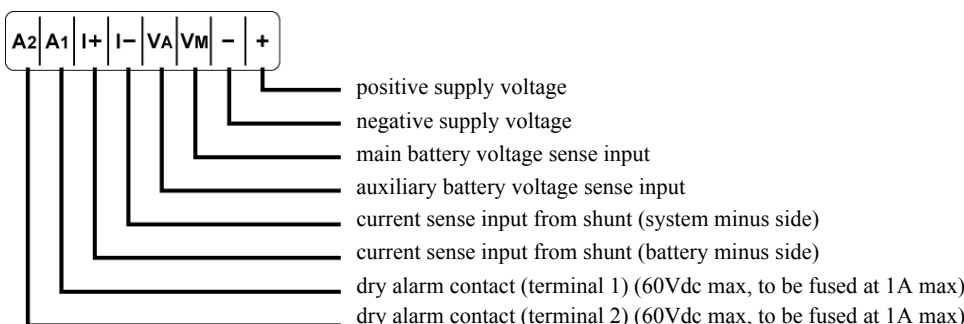 A2 A1 I+ I− VA VM − +
positive supply voltage
negative supply voltage
main battery voltage sense input
auxiliary battery voltage sense input
current sense input from shunt (system minus side)
current sense input from shunt (battery minus side)
dry alarm contact (terminal 1) (60Vdc max, to be fused at 1A max)
dry alarm contact (terminal 2) (60Vdc max, to be fused at 1A max)